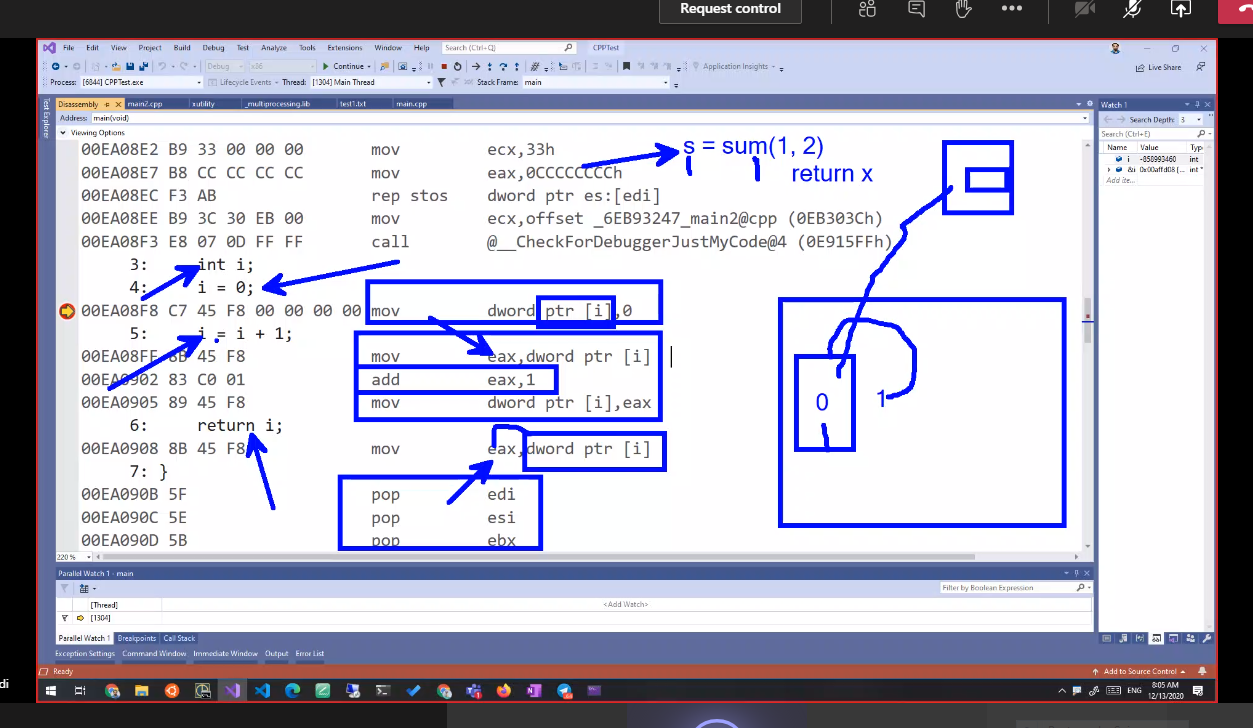 Request control
File Edit View Project Build Debug Test Analyze Tools Extensions Window Help Search (Ctrl+Q) CPPTest
Debug x86 Continue Application Insights
Live Share
Process: [6844] CPPTest.exe Lifecycle Events Thread: [1304] Main Thread Stack Frame: main
Test Explorer
Disassembly main2.cpp xutility _multiprocessing.lib test1.txt main.cpp
Address: main(void)
Viewing Options
00EA08E2 B9 33 00 00 00 mov ecx,33h
s = sum(1, 2)
00EA08E7 B8 CC CC CC CC mov eax,0CCCCCCCCh
return x
00EA08EC F3 AB rep stos dword ptr es:[edi]
00EA08EE B9 3C 30 EB 00 mov ecx,offset _6EB93247_main2@cpp (0EB303Ch)
00EA08F3 E8 07 0D FF FF call @__CheckForDebuggerJustMyCode@4 (0E915FFh)
3: int i;
4: i = 0;
00EA08F8 C7 45 F8 00 00 00 00 mov dword ptr [i],0
5: i = i + 1;
00EA08FF 8B 45 F8 mov eax,dword ptr [i]
00EA0902 83 C0 01 add eax,1
00EA0905 89 45 F8 mov dword ptr [i],eax
0 1
6: return i;
00EA0908 8B 45 F8 mov eax,dword ptr [i]
7: }
00EA090B 5F pop edi
00EA090C 5E pop esi
00EA090D 5B pop ebx
220 %
Watch 1
Search Depth: 3
Search (Ctrl+E)
Name Value Typ
i -858993460 int
&i 0x00affd08 {... int *
Add ite...
Parallel Watch 1 - main
Filter by Boolean Expression
[Thread] <Add Watch>
[1304]
Parallel Watch 1 Breakpoints Call Stack
Exception Settings Command Window Immediate Window Output Error List
Ready Add to Source Control
di
ENG
8:05 AM
12/13/2020